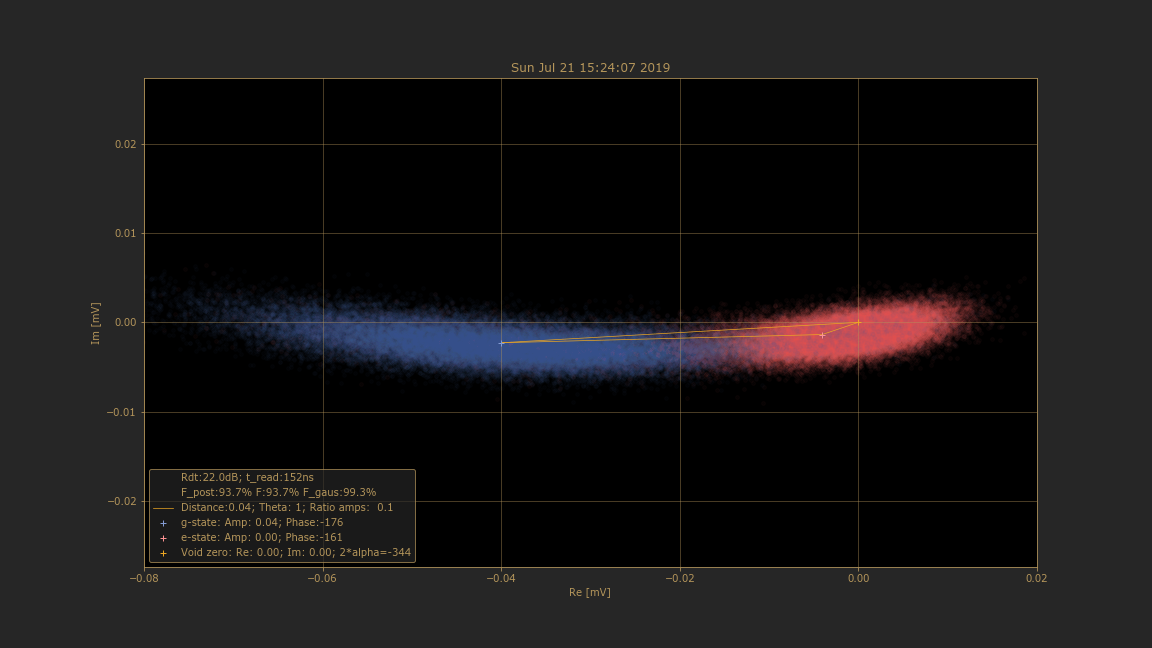 Sun Jul 21 15:24:07 2019
0.02
0.01
0.00
−0.01
−0.02
Im [mV]
Rdt:22.0dB; t_read:152ns
F_post:93.7% F:93.7% F_gaus:99.3%
Distance:0.04; Theta: 1; Ratio amps:  0.1
g-state: Amp: 0.04; Phase:-176
e-state: Amp: 0.00; Phase:-161
Void zero: Re: 0.00; Im: 0.00; 2*alpha=-344
−0.08
−0.06
−0.04
−0.02
0.00
0.02
Re [mV]